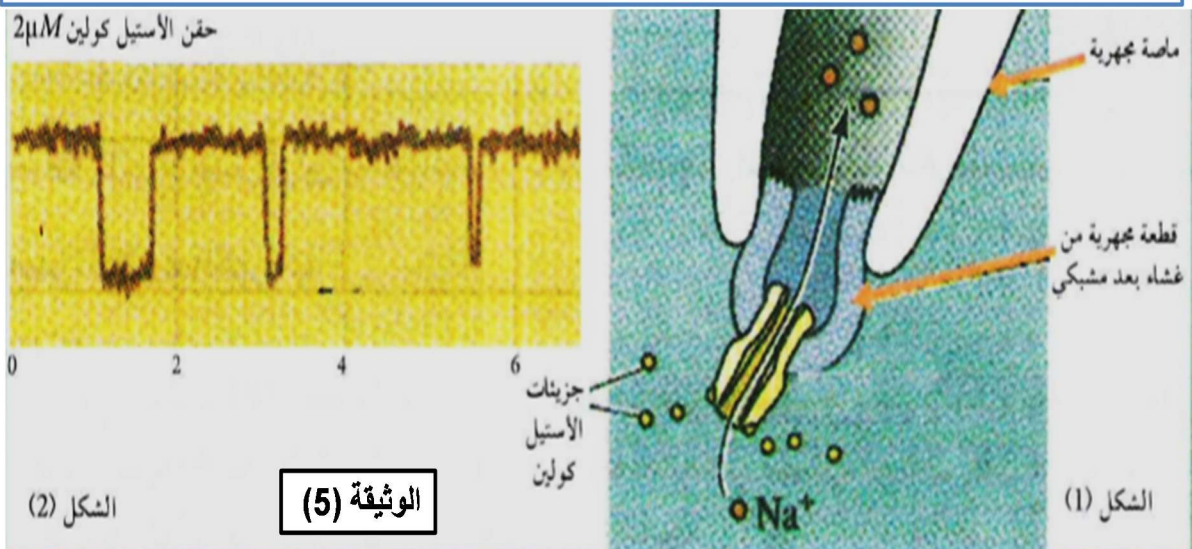 حقن الأستيل كولين 2µM
0
2
4
6
الشكل (2)
الوثيقة (5)
ماصة مجهرية
قطعة مجهرية من
غشاء بعد مشبكي
جزيئات
الأستيل
كولين
Na⁺
الشكل (1)